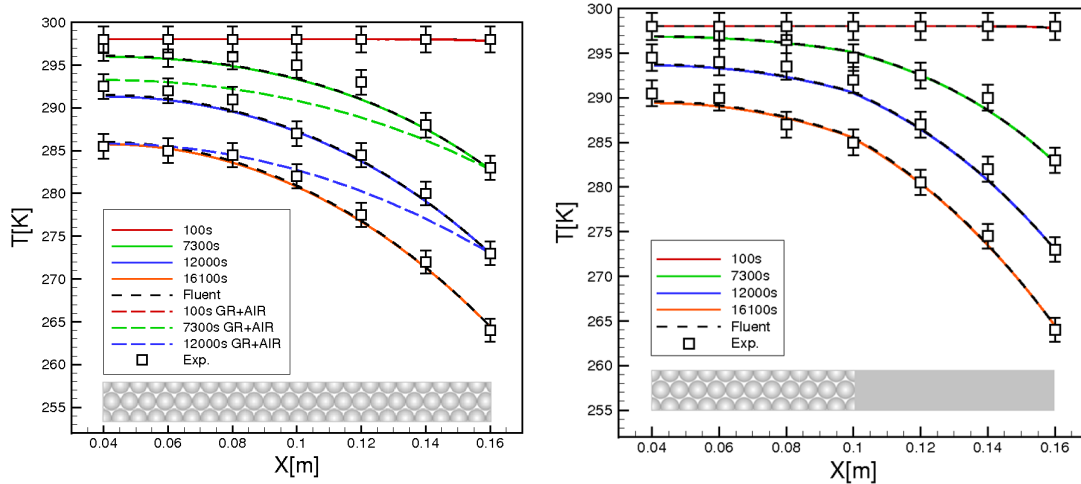 300
295
290
285
280
275
270
265
260
255
T[K]
100s
7300s
12000s
16100s
Fluent
100s GR+AIR
7300s GR+AIR
12000s GR+AIR
Exp.
0.04
0.06
0.08
0.1
0.12
0.14
0.16
X[m]
300
295
290
285
280
275
270
265
260
255
T[K]
100s
7300s
12000s
16100s
Fluent
Exp.
0.04
0.06
0.08
0.1
0.12
0.14
0.16
X[m]